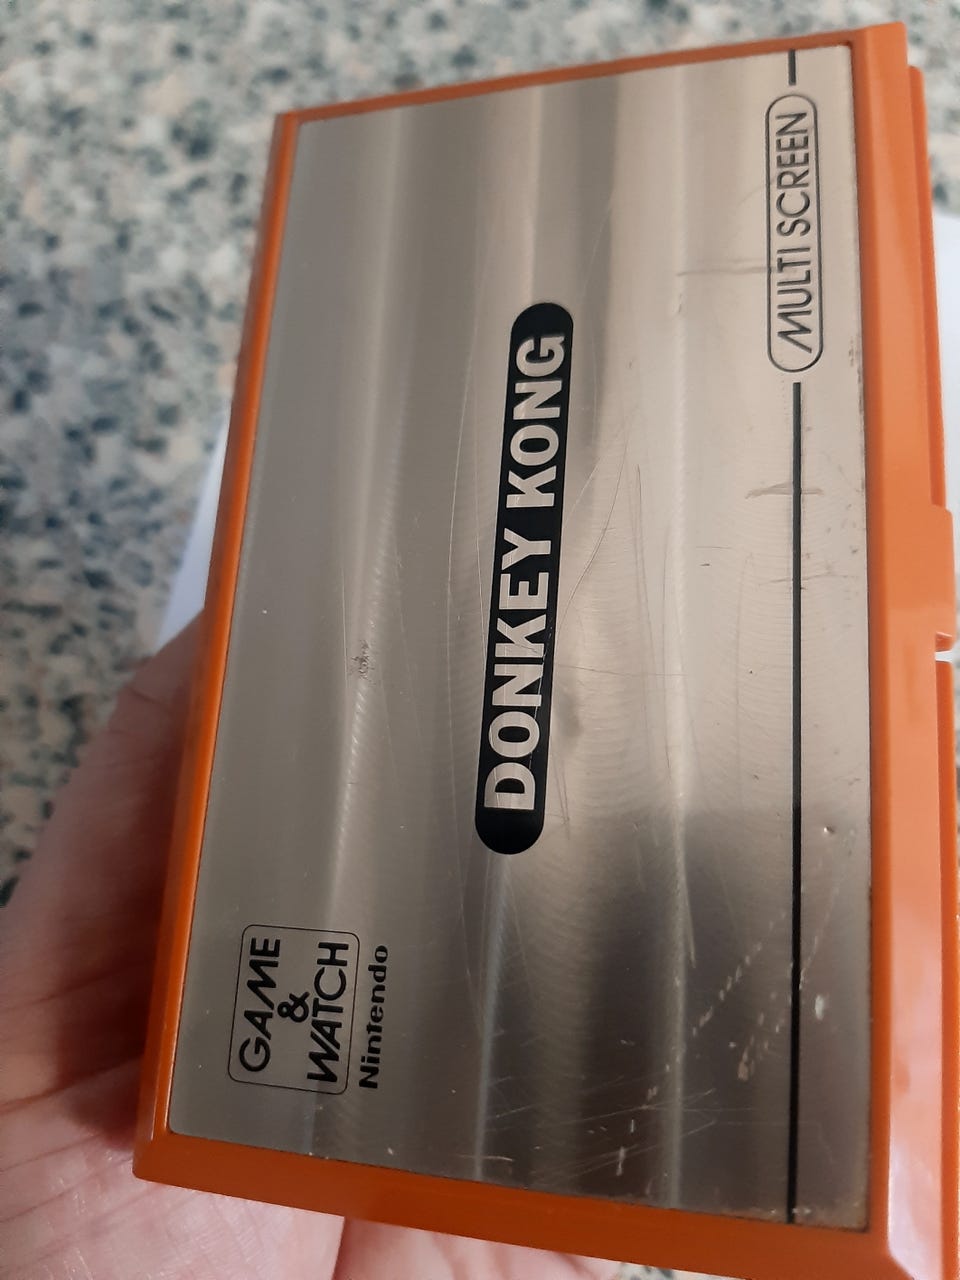 GAME
&
WATCH
Nintendo
DONKEY KONG
MULTI SCREEN